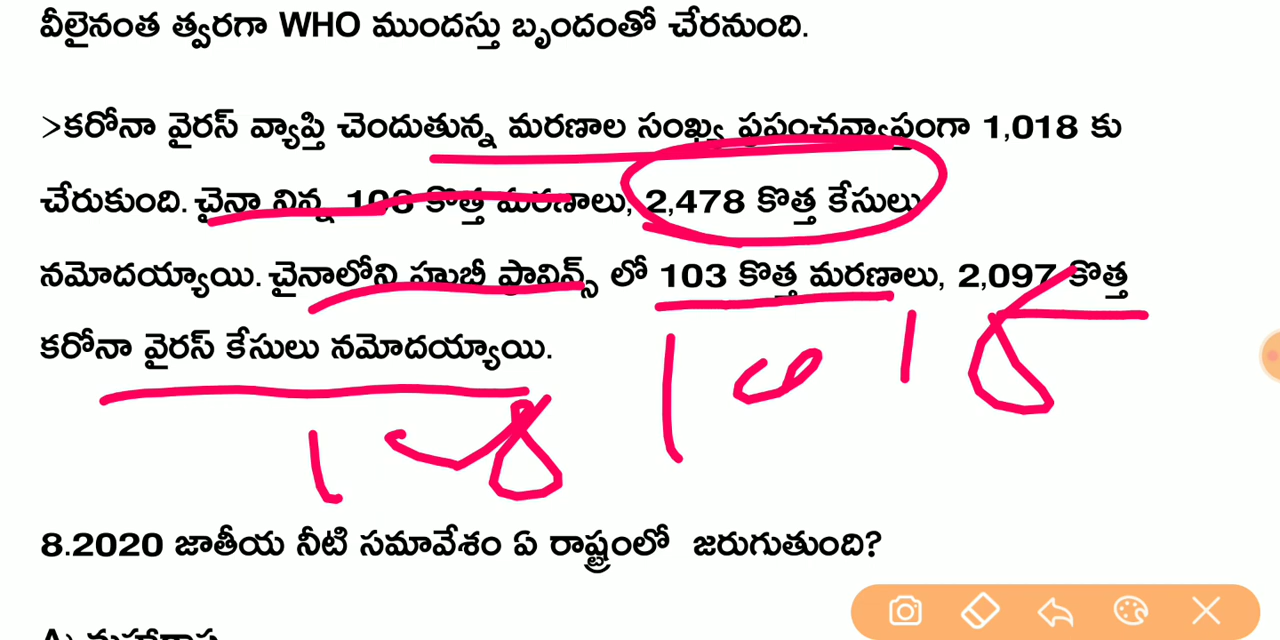 వీలైనంత త్వరగా WHO ముందస్తు బృందంతో చేరనుంది.
>కరోనా వైరస్ వ్యాప్తి చెందుతున్న మరణాల సంఖ్య ప్రపంచవ్యాప్తంగా 1,018 కు
చేరుకుంది. చైనా నిన్న 108 కొత్త మరణాలు, 2,478 కొత్త కేసులు
నమోదయ్యాయి. చైనాలోని హుబీ ప్రావిన్స్ లో 103 కొత్త మరణాలు, 2,097 కొత్త
కరోనా వైరస్ కేసులు నమోదయ్యాయి.
1018
108
8.2020 జాతీయ నీటి సమావేశం ఏ రాష్ట్రంలో జరుగుతుంది?